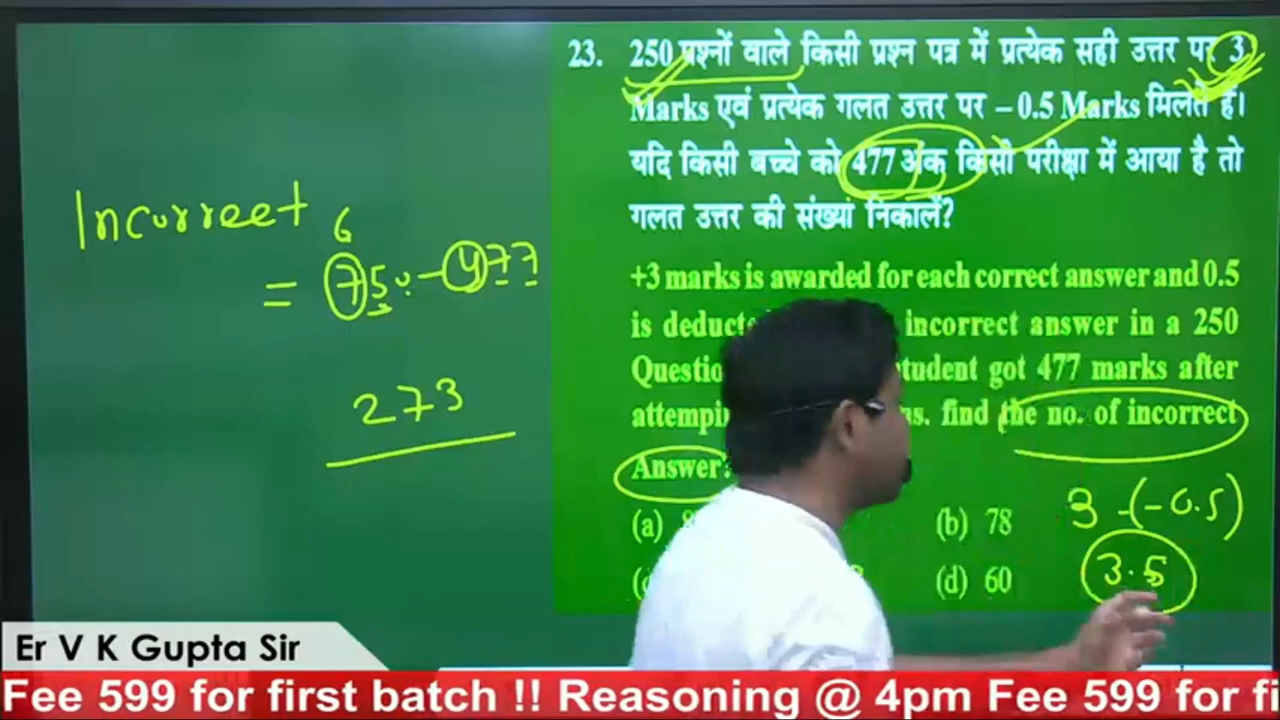 23. 250 प्रश्नों वाले किसी प्रश्न पत्र में प्रत्येक सही उत्तर पर 3
Marks एवं प्रत्येक गलत उत्तर पर – 0.5 Marks मिलते हैं।
यदि किसी बच्चे को 477 अंक किसी परीक्षा में आया है तो
गलत उत्तर की संख्या निकालें?
+3 marks is awarded for each correct answer and 0.5
is deducte incorrect answer in a 250
Questio tudent got 477 marks after
attempi ns. find the no. of incorrect
Answer?
(a) 8 (b) 78
(d) 60
3 -(-0.5)
3.5
Incorreet
6
= 750 - 477
273
Er V K Gupta Sir
Fee 599 for first batch !! Reasoning @ 4pm Fee 599 for fi